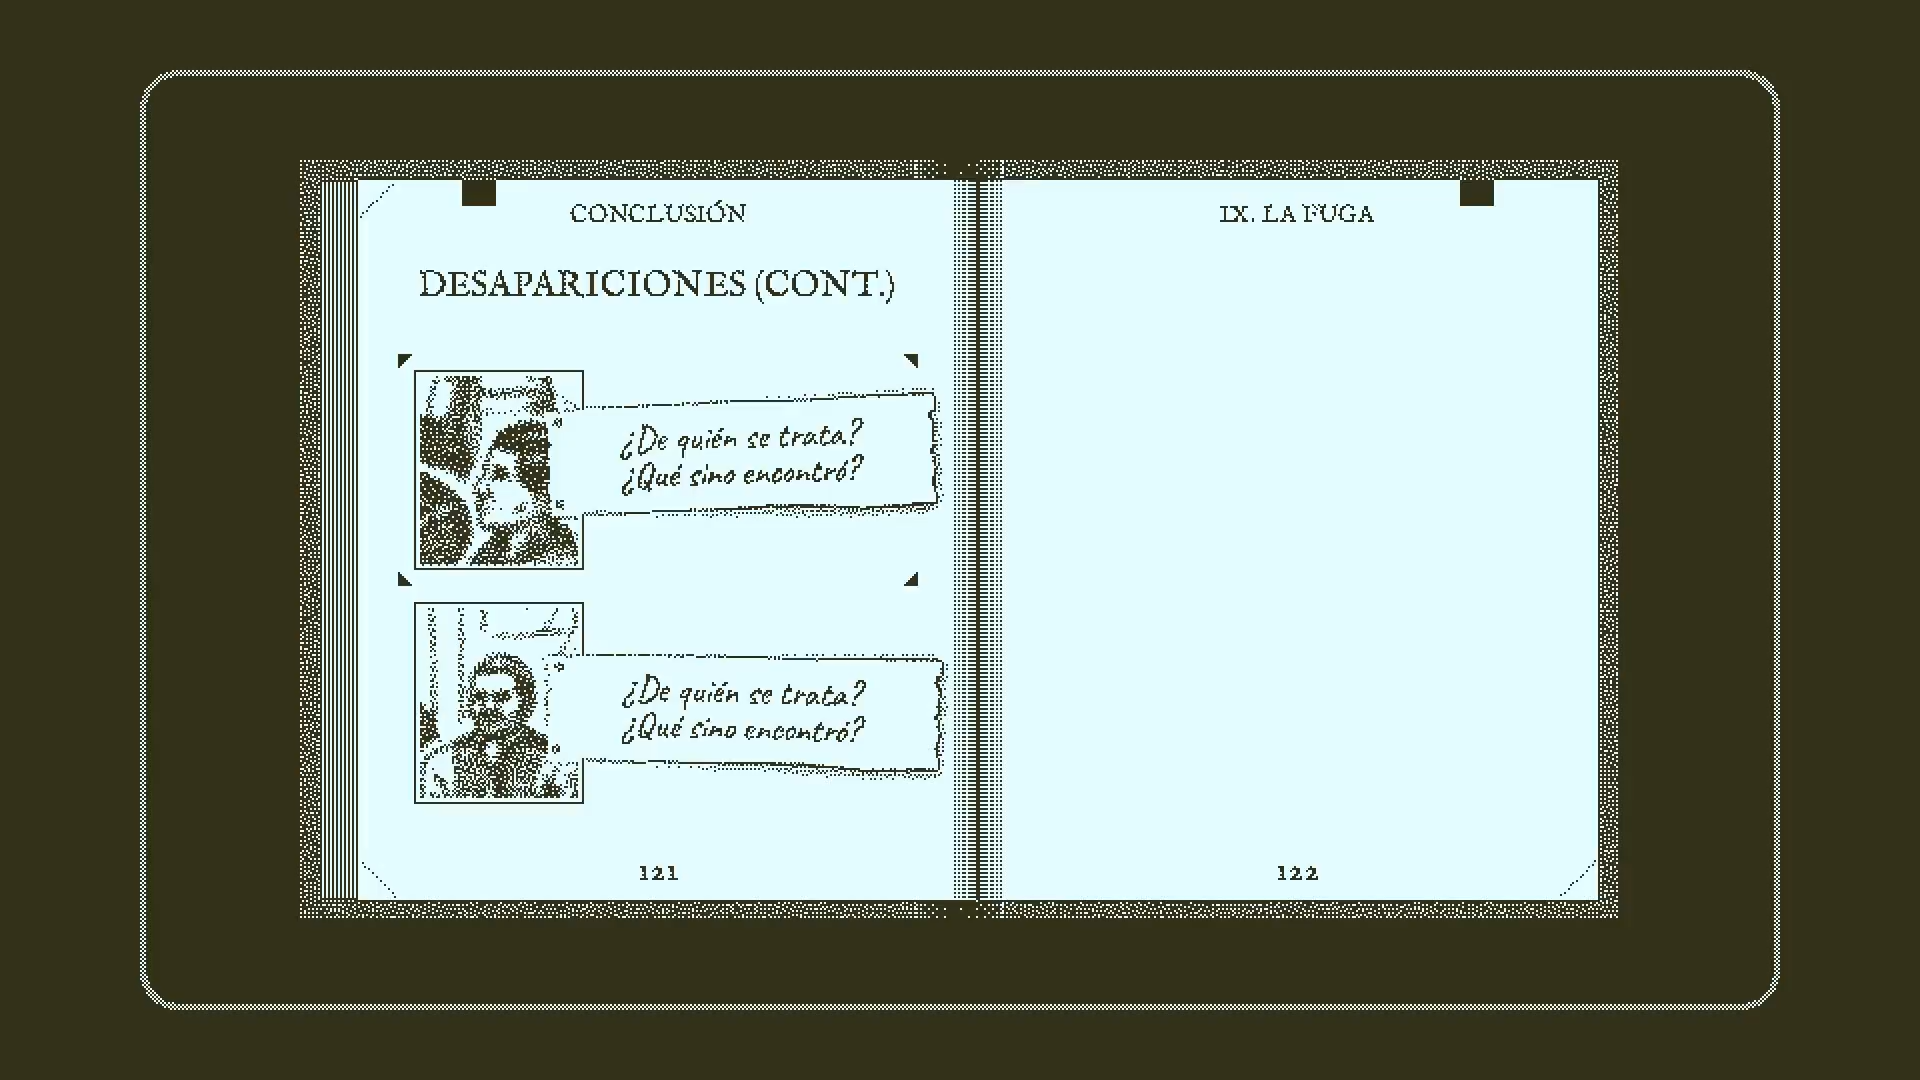 CONCLUSIÓN
DESAPARICIONES (CONT.)
¿De quién se trata?
¿Qué sino encontró?
¿De quién se trata?
¿Qué sino encontró?
121
IX. LA FUGA
122